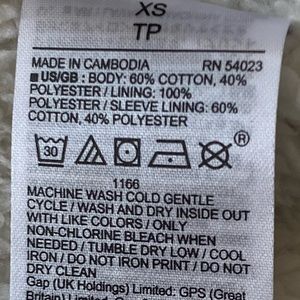 XS
TP
MADE IN CAMBODIA RN 54023
US/GB: BODY: 60% COTTON, 40%
POLYESTER / LINING: 100%
POLYESTER / SLEEVE LINING: 60%
COTTON, 40% POLYESTER
30
®
1166
MACHINE WASH COLD GENTLE
CYCLE / WASH AND DRY INSIDE OUT
WITH LIKE COLORS / ONLY
NON-CHLORINE BLEACH WHEN
NEEDED / TUMBLE DRY LOW / COOL
IRON / DO NOT IRON PRINT / DO NOT
DRY CLEAN
Gap (UK Holdings) Limited: GPS (Great
Britain) Limited